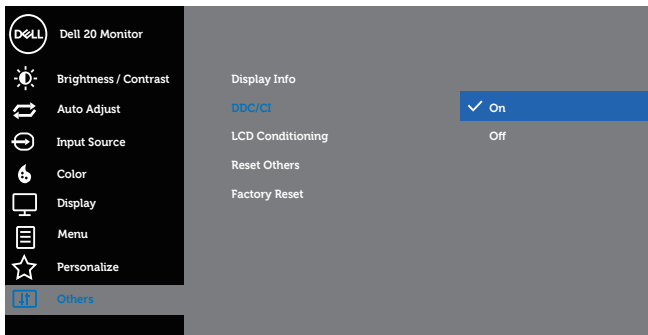 DELL
Dell 20 Monitor
Brightness / Contrast
Auto Adjust
Input Source
Color
Display
Menu
Personalize
Others
Display Info
DDC/CI
LCD Conditioning
Reset Others
Factory Reset
On
Off